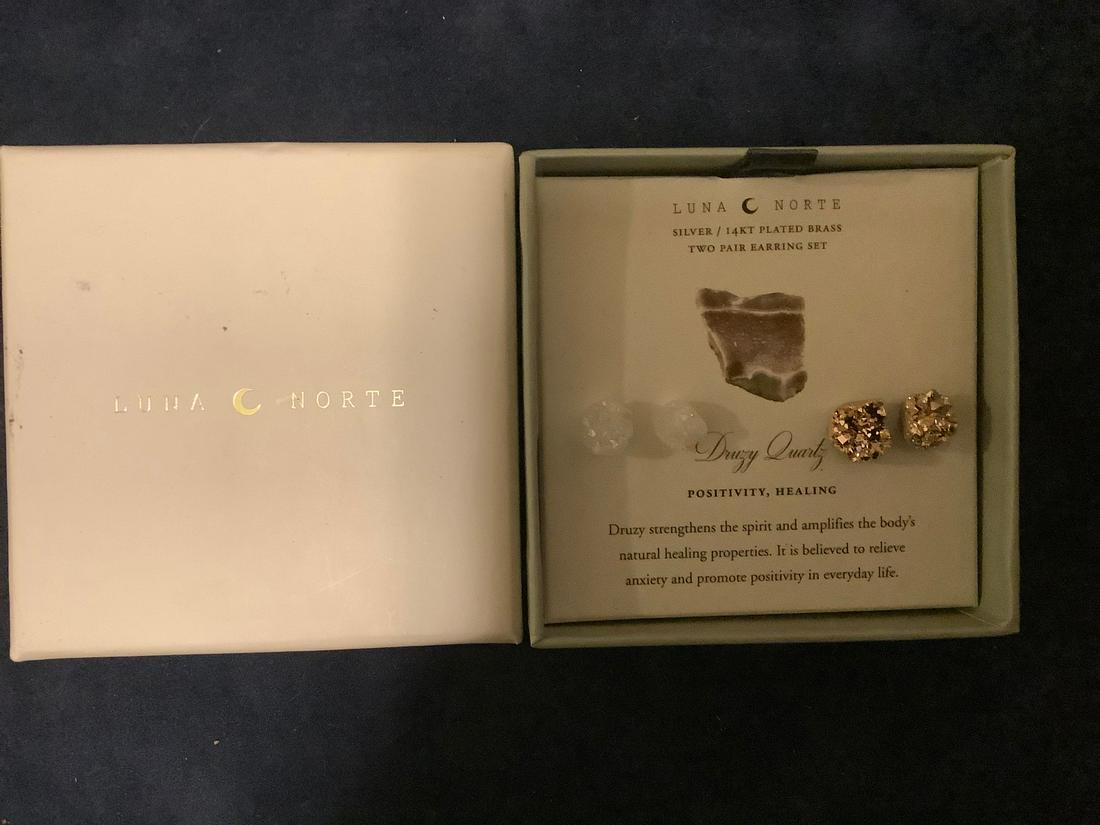 LUNA NORTE
LUNA NORTE
SILVER / 14KT PLATED BRASS
TWO PAIR EARRING SET
Druzy Quartz
POSITIVITY, HEALING
Druzy strengthens the spirit and amplifies the body's
natural healing properties. It is believed to relieve
anxiety and promote positivity in everyday life.